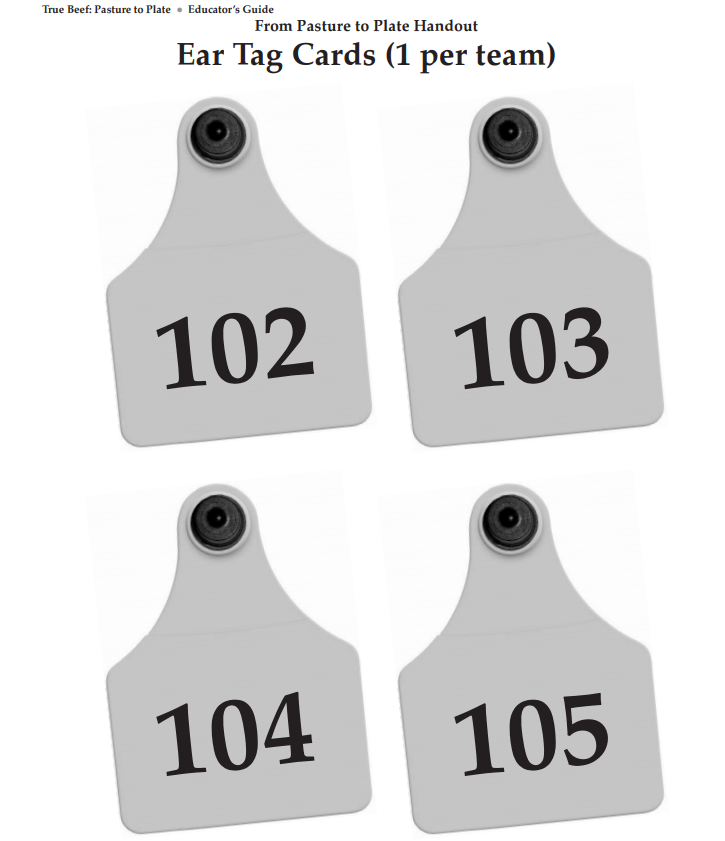 True Beef: Pasture to Plate • Educator's Guide
From Pasture to Plate Handout
Ear Tag Cards (1 per team)
102
103
104
105